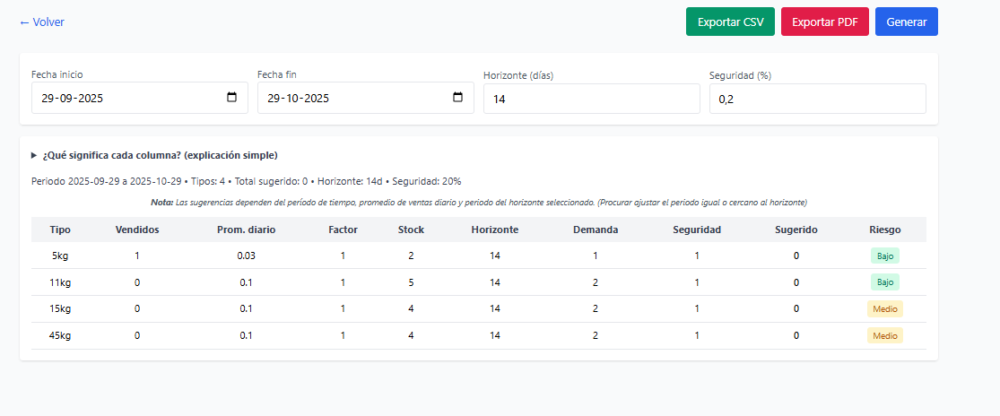 ← Volver Exportar CSV Exportar PDF Generar
Fecha inicio Fecha fin Horizonte (días) Seguridad (%)
29-09-2025 29-10-2025 14 0,2
▶ ¿Qué significa cada columna? (explicación simple)
Periodo 2025-09-29 a 2025-10-29 • Tipos: 4 • Total sugerido: 0 • Horizonte: 14d • Seguridad: 20%
Nota: Las sugerencias dependen del período de tiempo, promedio de ventas diario y periodo del horizonte seleccionado. (Procurar ajustar el periodo igual o cercano al horizonte)
Tipo Vendidos Prom. diario Factor Stock Horizonte Demanda Seguridad Sugerido Riesgo
5kg 1 0.03 1 2 14 1 1 0 Bajo
11kg 0 0.1 1 5 14 2 1 0 Bajo
15kg 0 0.1 1 4 14 2 1 0 Medio
45kg 0 0.1 1 4 14 2 1 0 Medio